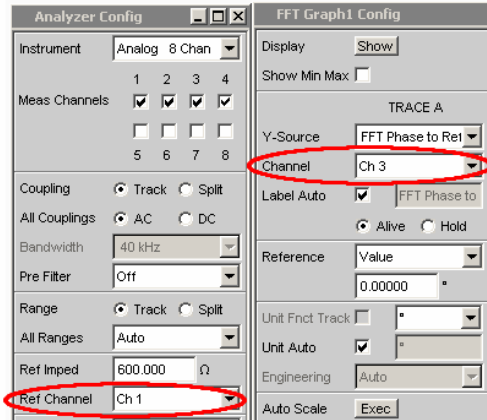 Analyzer Config
Instrument Analog 8 Chan
1 2 3 4
Meas Channels
5 6 7 8
Coupling Track Split
All Couplings AC DC
Bandwidth 40 kHz
Pre Filter Off
Range Track Split
All Ranges Auto
Ref Imped 600.000 Ω
Ref Channel Ch 1
FFT Graph1 Config
Display Show
Show Min Max
TRACE A
Y-Source FFT Phase to Ref
Channel Ch 3
Label Auto FFT Phase to
Alive Hold
Reference Value
0.00000 °
Unit Fnct Track °
Unit Auto °
Engineering Auto
Auto Scale Exec